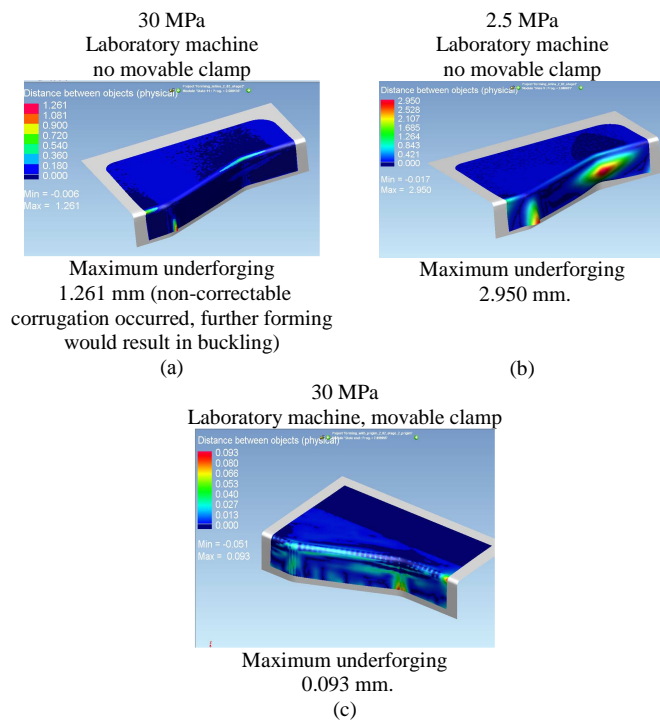 30 MPa
Laboratory machine
no movable clamp
Distance between objects (physical)
1.261
1.081
0.900
0.720
0.540
0.360
0.180
0.000
Min = -0.006
Max = 1.261
Maximum underforging
1.261 mm (non-correctable
corrugation occurred, further forming
would result in buckling)
(a)
2.5 MPa
Laboratory machine
no movable clamp
Distance between objects (physical)
2.950
2.528
2.107
1.685
1.264
0.843
0.421
0.000
Min = -0.017
Max = 2.950
Maximum underforging
2.950 mm.
(b)
30 MPa
Laboratory machine, movable clamp
Distance between objects (physical)
0.093
0.080
0.066
0.053
0.040
0.027
0.013
0.000
Min = -0.051
Max = 0.093
Maximum underforging
0.093 mm.
(c)